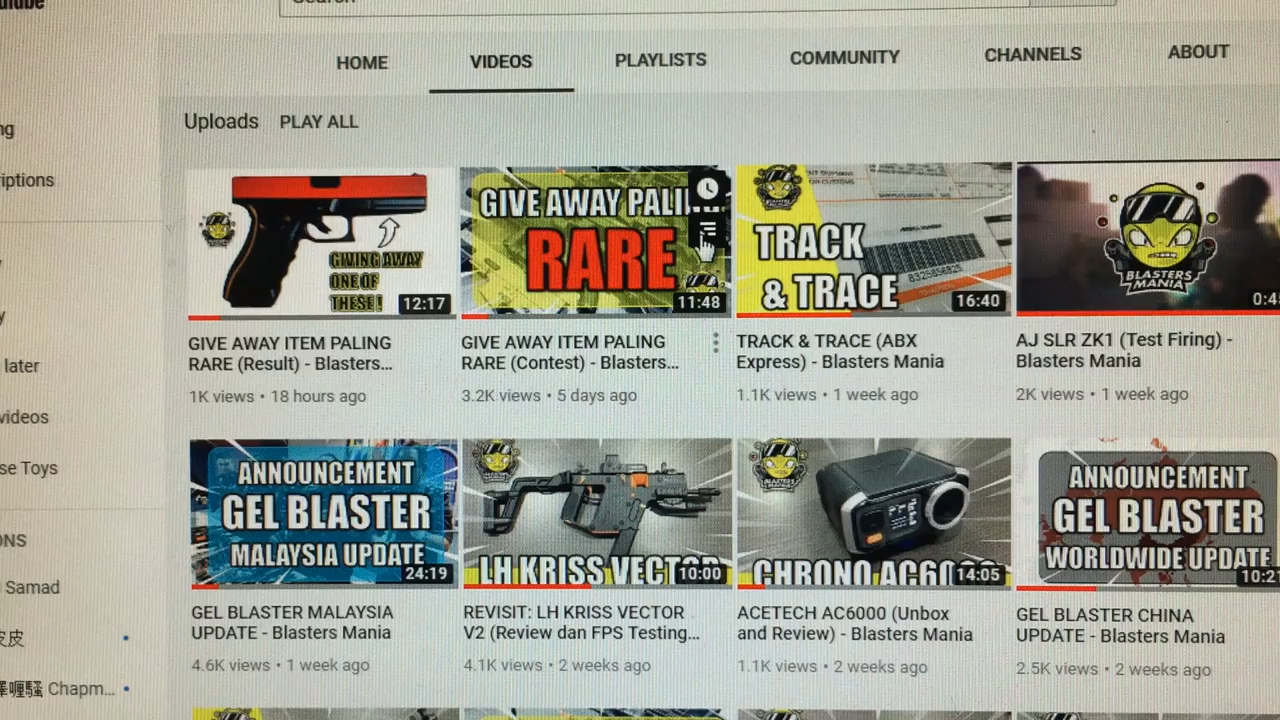 Search
HOME VIDEOS PLAYLISTS COMMUNITY CHANNELS ABOUT
Uploads PLAY ALL
ng
riptions
y
later
videos
se Toys
ONS
Samad
皮
Chapm...
GIVING AWAY
ONE OF
THESE!
12:17
GIVE AWAY ITEM PALING
RARE (Result) - Blasters...
1K views • 18 hours ago
GIVE AWAY PALI...
RARE
11:48
GIVE AWAY ITEM PALING
RARE (Contest) - Blasters...
3.2K views • 5 days ago
TRACK
& TRACE
16:40
TRACK & TRACE (ABX
Express) - Blasters Mania
1.1K views • 1 week ago
BLASTERS
MANIA
0:4
AJ SLR ZK1 (Test Firing) -
Blasters Mania
2K views • 1 week ago
ANNOUNCEMENT
GEL BLASTER
MALAYSIA UPDATE
24:19
GEL BLASTER MALAYSIA
UPDATE - Blasters Mania
4.6K views • 1 week ago
LH KRISS VECTOR
10:00
REVISIT: LH KRISS VECTOR
V2 (Review dan FPS Testing...
4.1K views • 2 weeks ago
CHRONO AC60
14:05
ACETECH AC6000 (Unbox
and Review) - Blasters Mania
1.1K views • 2 weeks ago
ANNOUNCEMENT
GEL BLASTER
WORLDWIDE UPDATE
10:21
GEL BLASTER CHINA
UPDATE - Blasters Mania
2.5K views • 2 weeks ago